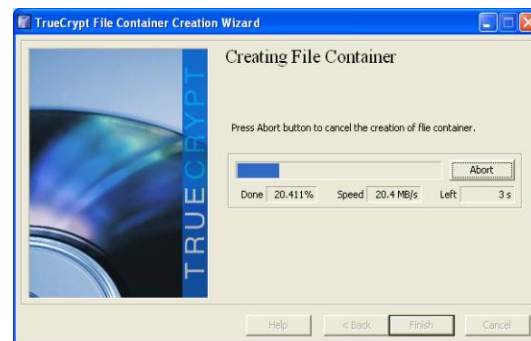 TrueCrypt File Container Creation Wizard
TRUECRYPT
Creating File Container
Press Abort button to cancel the creation of file container.
Abort
Done 20.411% Speed 20.4 MB/s Left 3 s
Help < Back Finish Cancel